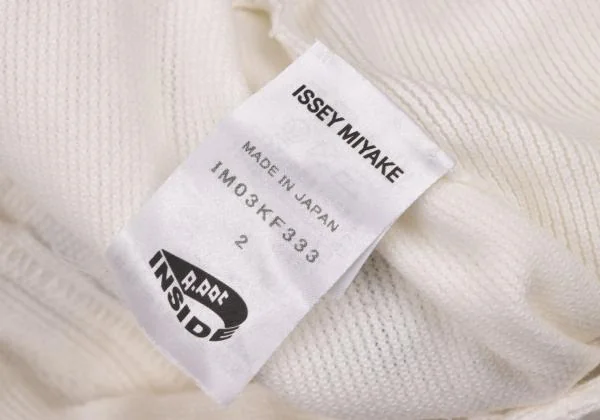 ISSEY MIYAKE
MADE IN JAPAN
IM03KF333
2
A.POC
INSIDE